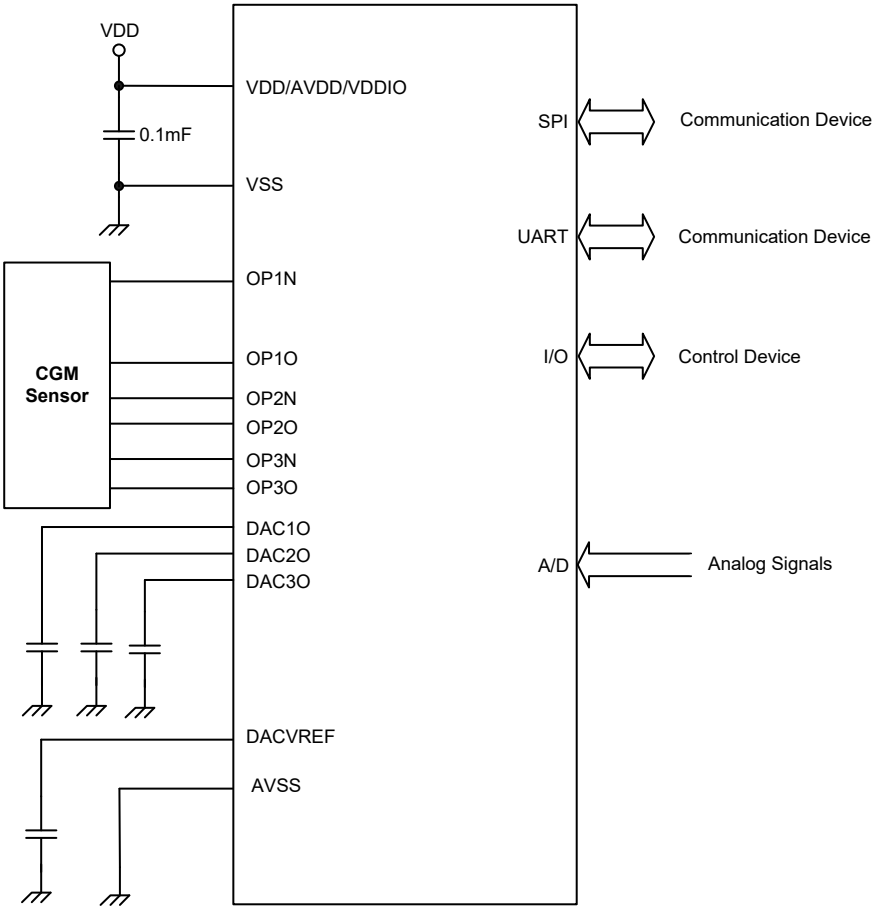 VDD
VDD/AVDD/VDDIO
0.1mF
VSS
SPI
Communication Device
UART
Communication Device
OP1N
I/O
Control Device
OP1O
CGM
Sensor
OP2N
OP2O
OP3N
OP3O
DAC1O
DAC2O
DAC3O
A/D
Analog Signals
DACVREF
AVSS